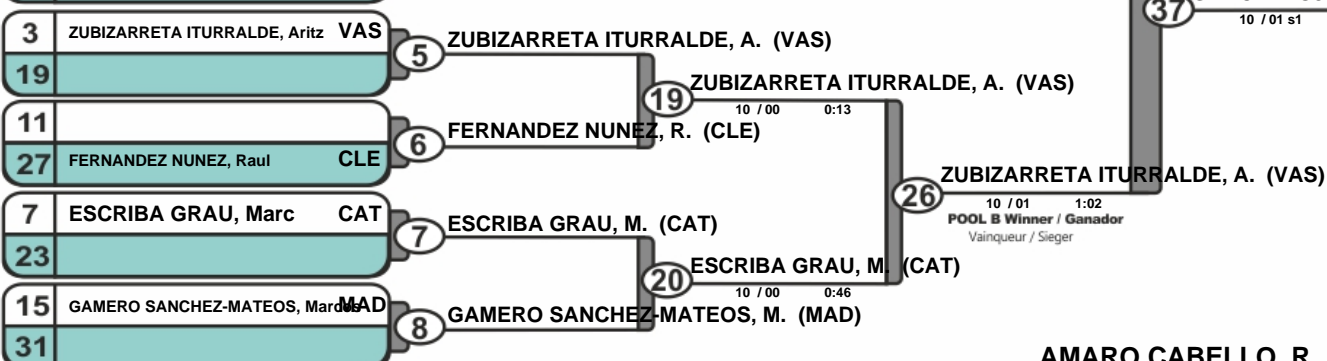 37
10 / 01 s1
3 ZUBIZARRETA ITURRALDE, Aritz VAS
19
5 ZUBIZARRETA ITURRALDE, A. (VAS)
19 ZUBIZARRETA ITURRALDE, A. (VAS)
10 / 00 0:13
11
27 FERNANDEZ NUNEZ, Raul CLE
6 FERNANDEZ NUNEZ, R. (CLE)
26 ZUBIZARRETA ITURRALDE, A. (VAS)
10 / 01 1:02
POOL B Winner / Ganador
Vainqueur / Sieger
7 ESCRIBA GRAU, Marc CAT
23
7 ESCRIBA GRAU, M. (CAT)
20 ESCRIBA GRAU, M. (CAT)
10 / 00 0:46
15 GAMERO SANCHEZ-MATEOS, Marcos MAD
31
8 GAMERO SANCHEZ-MATEOS, M. (MAD)
AMARO CABELLO, R